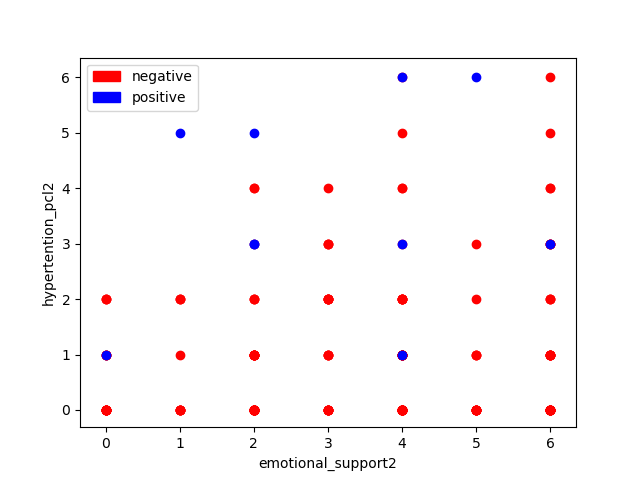 negative
positive
6
5
4
3
2
1
0
hypertention_pcl2
0 1 2 3 4 5 6
emotional_support2